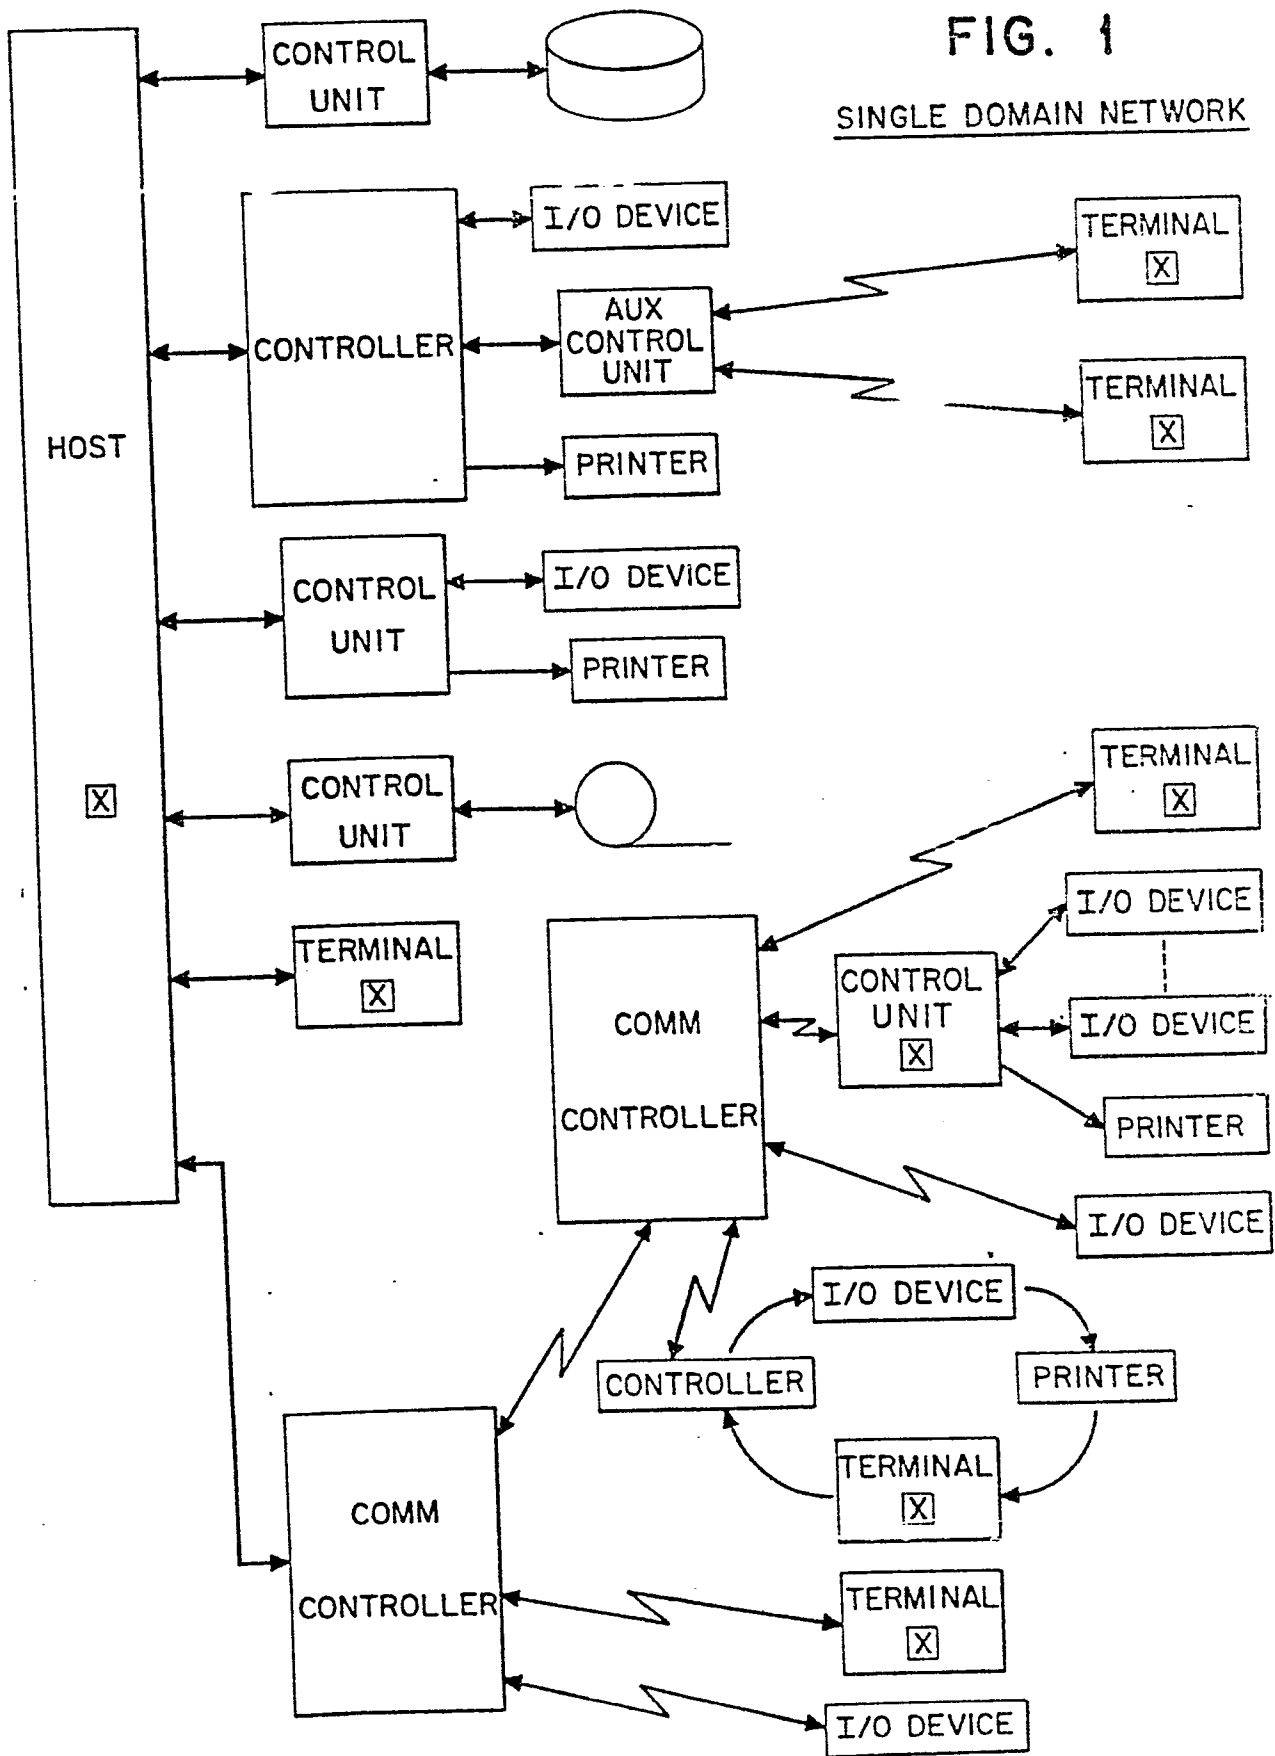 FIG. 1
SINGLE DOMAIN NETWORK
HOST
X
CONTROL
UNIT
CONTROLLER
I/O DEVICE
AUX
CONTROL
UNIT
PRINTER
TERMINAL
X
TERMINAL
X
CONTROL
UNIT
I/O DEVICE
PRINTER
CONTROL
UNIT
TERMINAL
X
COMM
CONTROLLER
TERMINAL
X
CONTROL
UNIT
X
I/O DEVICE
I/O DEVICE
PRINTER
I/O DEVICE
CONTROLLER
I/O DEVICE
PRINTER
TERMINAL
X
COMM
CONTROLLER
TERMINAL
X
I/O DEVICE